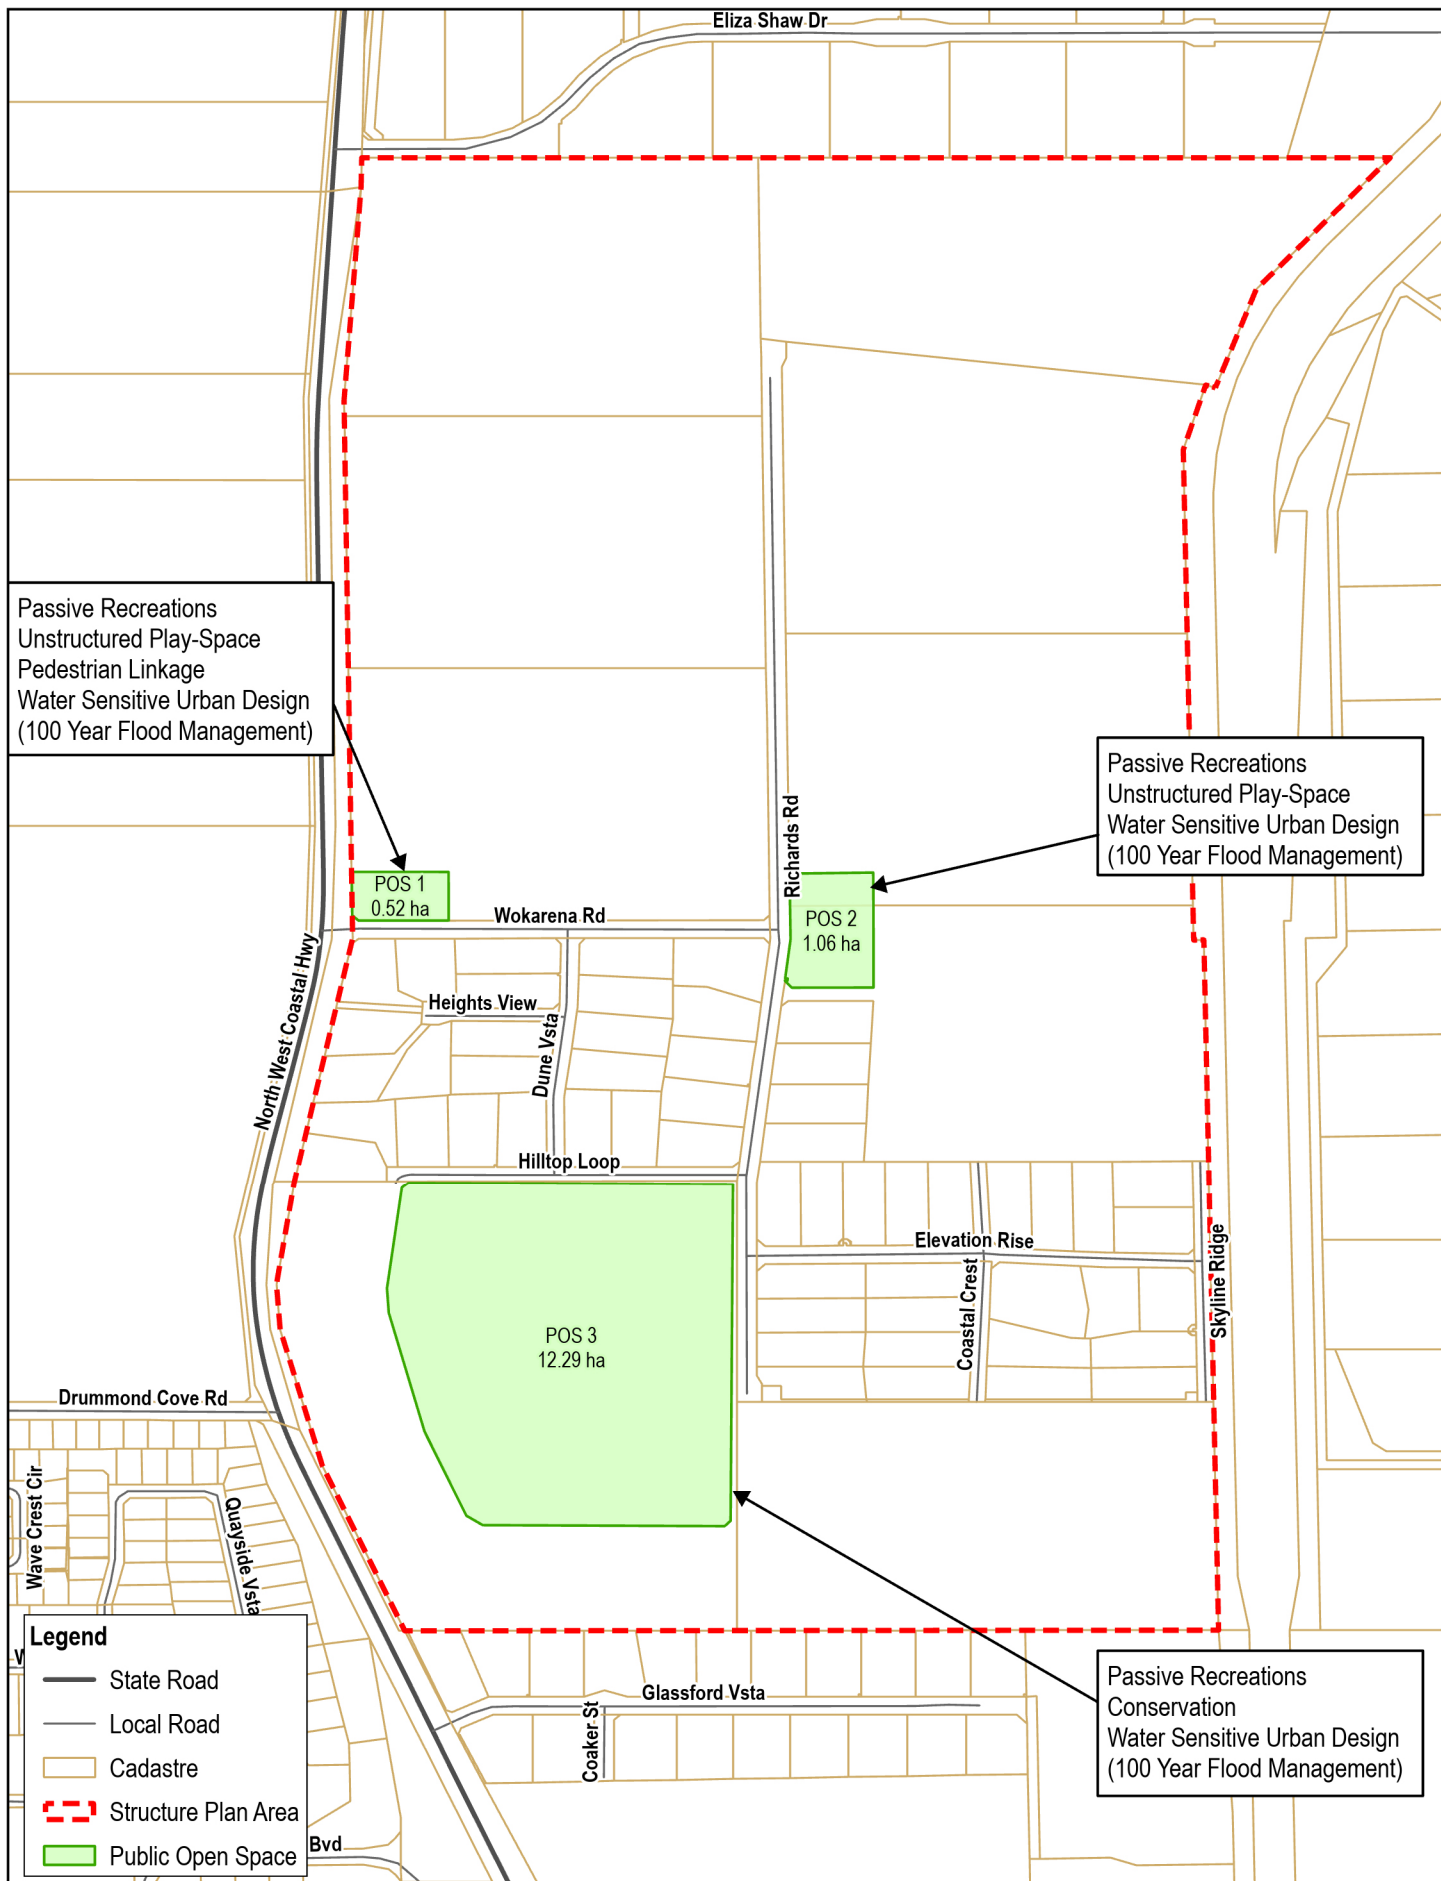 Eliza Shaw Dr
Passive Recreations
Unstructured Play-Space
Pedestrian Linkage
Water Sensitive Urban Design
(100 Year Flood Management)
Passive Recreations
Unstructured Play-Space
Water Sensitive Urban Design
(100 Year Flood Management)
Richards Rd
POS 1
0.52 ha
POS 2
1.06 ha
Wokarena Rd
North West Coastal Hwy
Heights View
Dune Vsta
Hilltop Loop
Elevation Rise
Coastal Crest
Skyline Ridge
POS 3
12.29 ha
Drummond Cove Rd
Wave Crest Cir
Quayside Vsta
Glassford Vsta
Coaker St
Passive Recreations
Conservation
Water Sensitive Urban Design
(100 Year Flood Management)
Legend
State Road
Local Road
Cadastre
Structure Plan Area
Public Open Space
Bvd